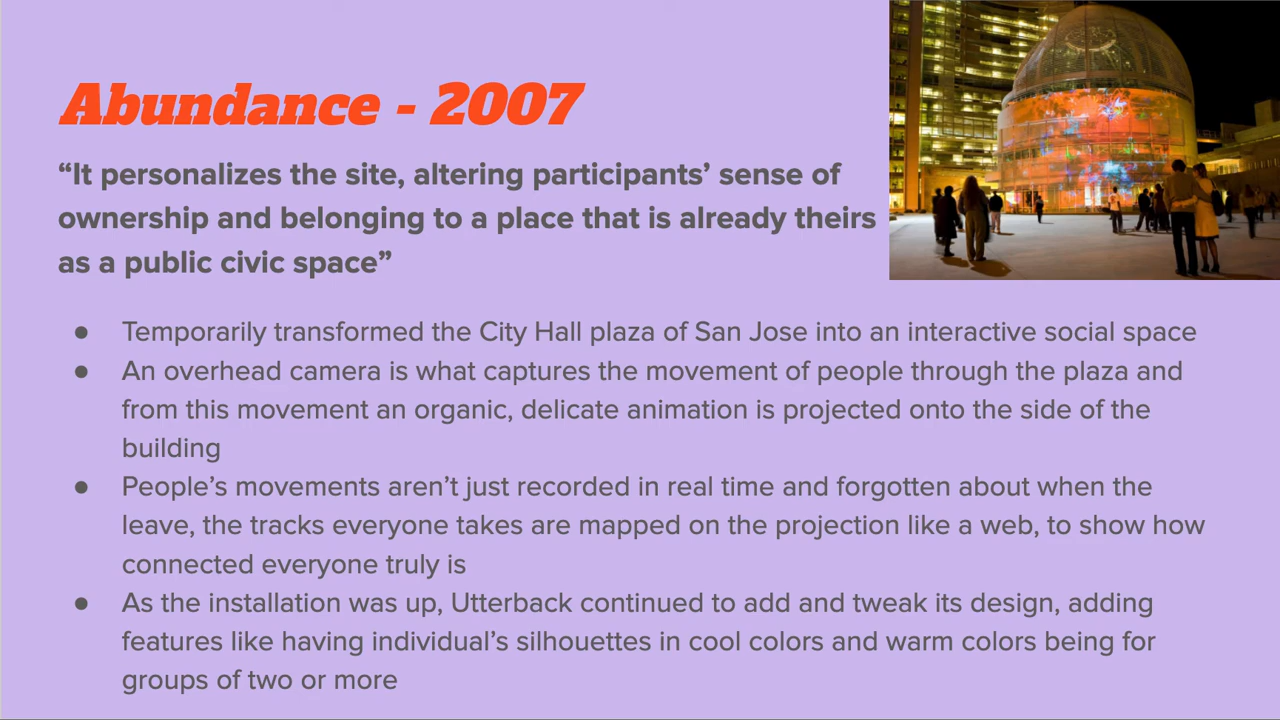 Abundance - 2007
“It personalizes the site, altering participants’ sense of
ownership and belonging to a place that is already theirs
as a public civic space”
● Temporarily transformed the City Hall plaza of San Jose into an interactive social space
● An overhead camera is what captures the movement of people through the plaza and
from this movement an organic, delicate animation is projected onto the side of the
building
● People’s movements aren’t just recorded in real time and forgotten about when the
leave, the tracks everyone takes are mapped on the projection like a web, to show how
connected everyone truly is
● As the installation was up, Utterback continued to add and tweak its design, adding
features like having individual’s silhouettes in cool colors and warm colors being for
groups of two or more